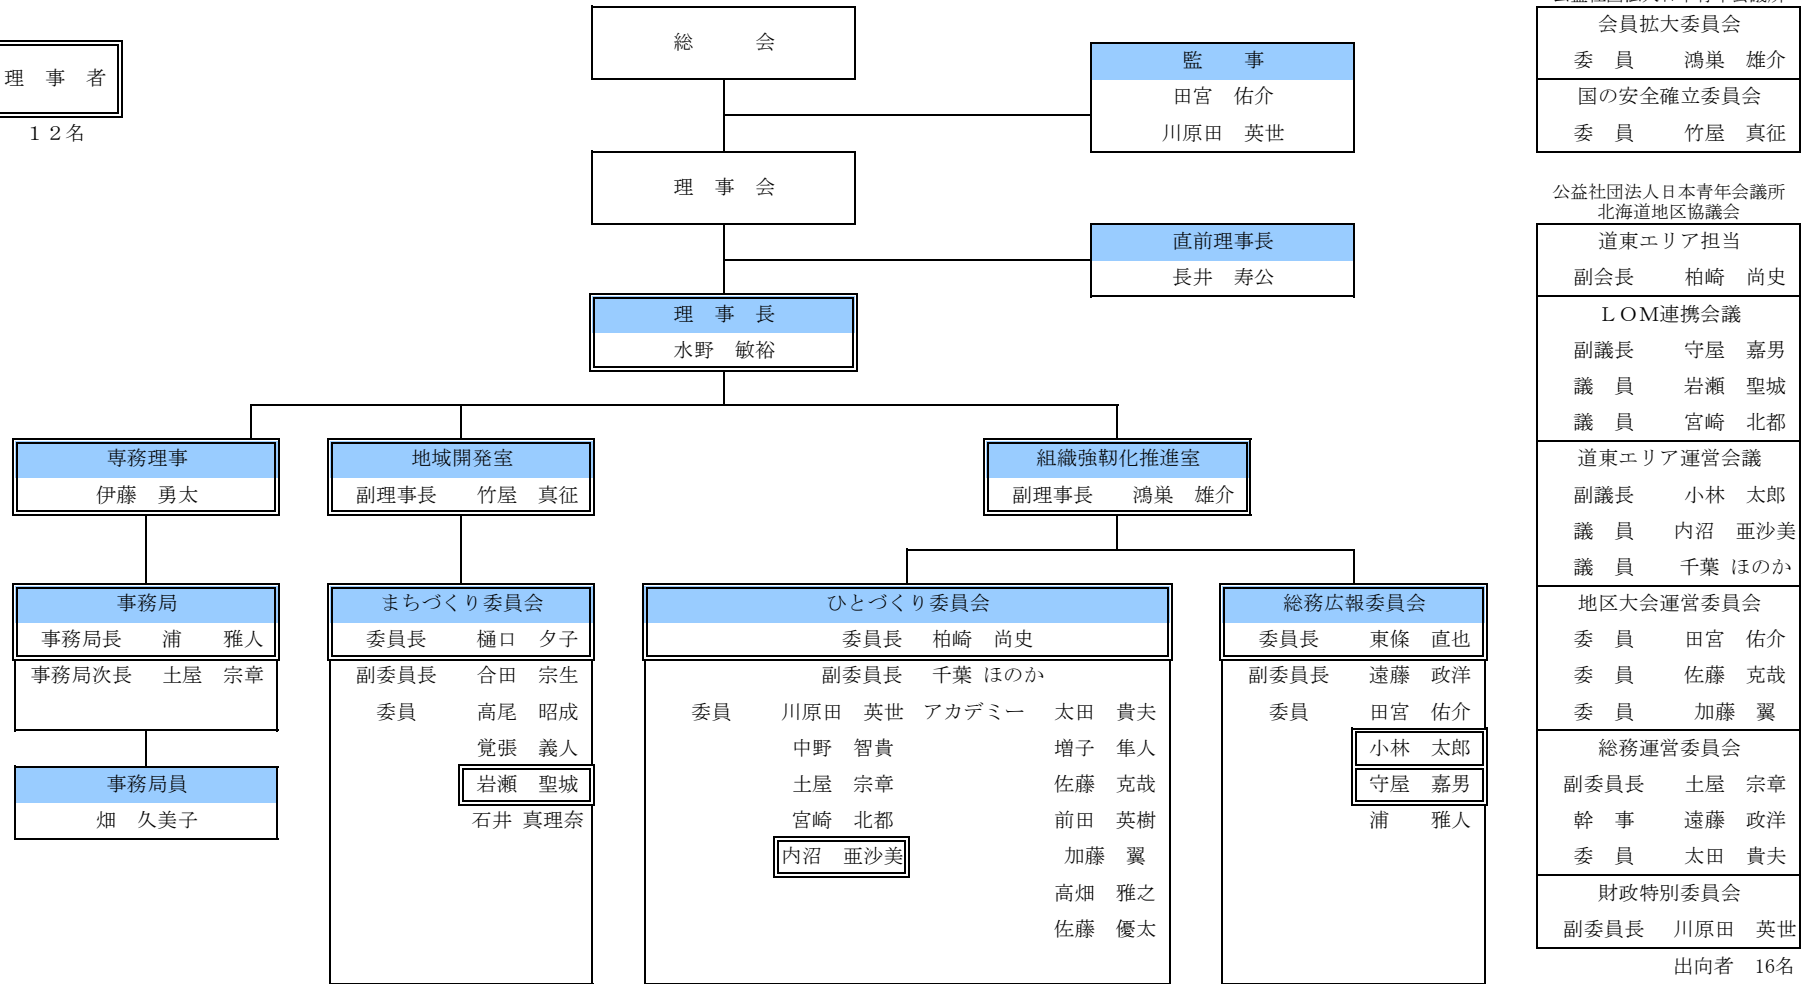 理　事　者
１２名
総　　　会
監　　事
田宮　佑介
川原田　英世
理　事　会
直前理事長
長井　寿公
理　事　長
水野　敏裕
専務理事
伊藤　勇太
地域開発室
副理事長　竹屋　真征
組織強靱化推進室
副理事長　鴻巣　雄介
事務局
事務局長　浦　　雅人
事務局次長　土屋　宗章
事務局員
畑　久美子
まちづくり委員会
委員長　樋口　夕子
副委員長　合田　宗生
委員　高尾　昭成
覚張　義人
岩瀬　聖城
石井 真理奈
ひとづくり委員会
委員長　柏崎　尚史
副委員長　千葉 ほのか
委員　川原田　英世　アカデミー　太田　貴夫
中野　智貴　増子　隼人
土屋　宗章　佐藤　克哉
宮崎　北都　前田　英樹
内沼　亜沙美　加藤　翼
高畑　雅之
佐藤　優太
総務広報委員会
委員長　東條　直也
副委員長　遠藤　政洋
委員　田宮　佑介
小林　太郎
守屋　嘉男
浦　　雅人
会員拡大委員会
委　員　鴻巣　雄介
国の安全確立委員会
委　員　竹屋　真征
公益社団法人日本青年会議所
北海道地区協議会
道東エリア担当
副会長　柏崎　尚史
ＬＯＭ連携会議
副議長　守屋　嘉男
議　員　岩瀬　聖城
議　員　宮崎　北都
道東エリア運営会議
副議長　小林　太郎
議　員　内沼　亜沙美
議　員　千葉 ほのか
地区大会運営委員会
委　員　田宮　佑介
委　員　佐藤　克哉
委　員　加藤　翼
総務運営委員会
副委員長　土屋　宗章
幹　事　遠藤　政洋
委　員　太田　貴夫
財政特別委員会
副委員長　川原田　英世
出向者　16名